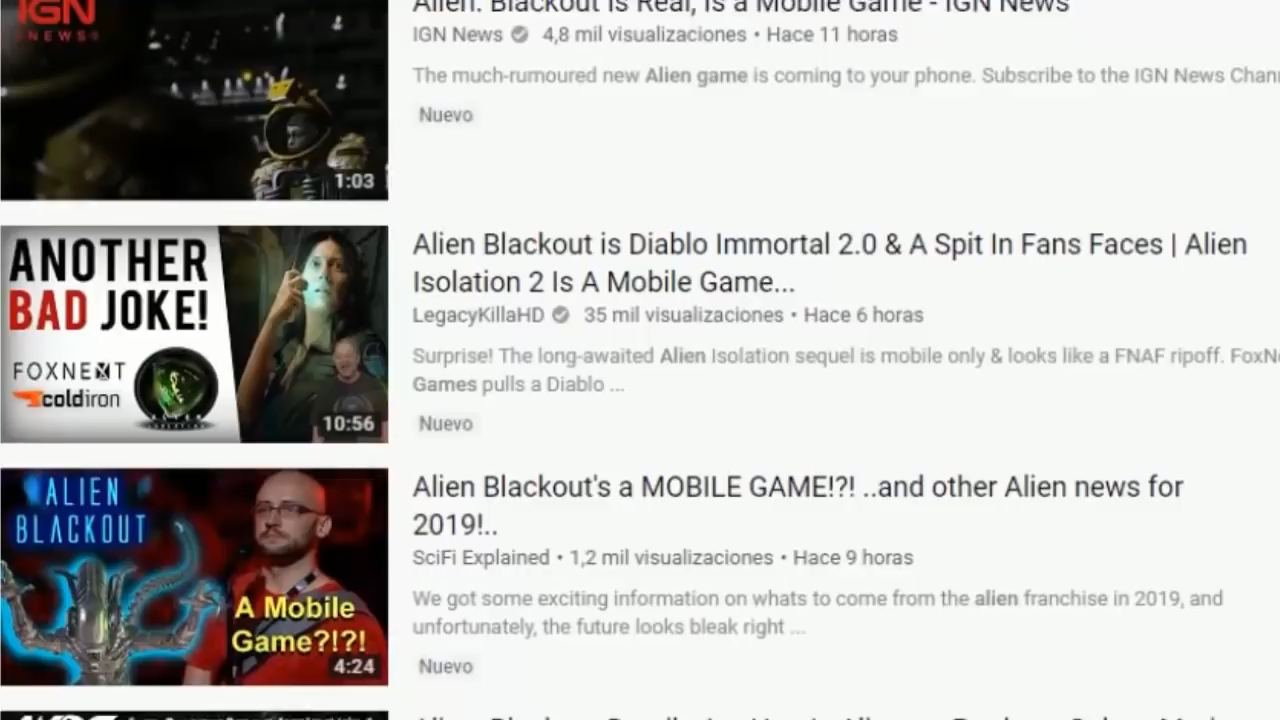 IGN
NEWS
1:03
Alien: Blackout is Real, is a Mobile Game - IGN News
IGN News 4,8 mil visualizaciones • Hace 11 horas
The much-rumoured new Alien game is coming to your phone. Subscribe to the IGN News Chan
Nuevo
ANOTHER
BAD JOKE!
FOXNEXT
coldiron
10:56
Alien Blackout is Diablo Immortal 2.0 & A Spit In Fans Faces | Alien
Isolation 2 Is A Mobile Game...
LegacyKillaHD 35 mil visualizaciones • Hace 6 horas
Surprise! The long-awaited Alien Isolation sequel is mobile only & looks like a FNAF ripoff. FoxNe
Games pulls a Diablo ...
Nuevo
ALIEN
BLACKOUT
A Mobile
Game?!?!
4:24
Alien Blackout's a MOBILE GAME!?! ..and other Alien news for
2019!..
SciFi Explained • 1,2 mil visualizaciones • Hace 9 horas
We got some exciting information on whats to come from the alien franchise in 2019, and
unfortunately, the future looks bleak right ...
Nuevo